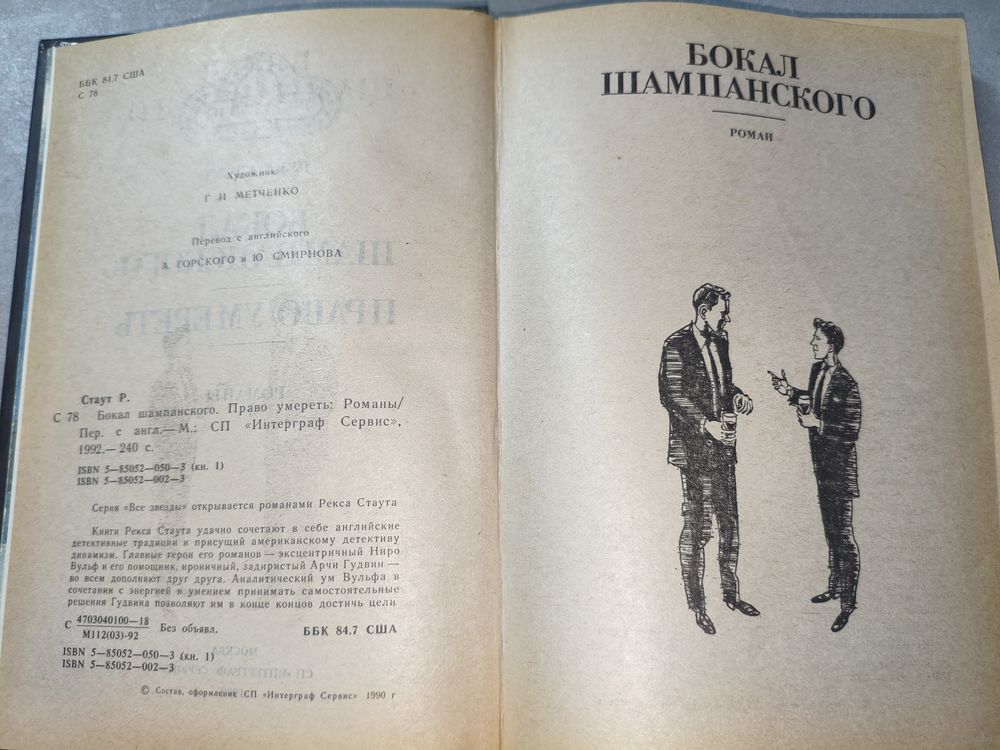 ББК 84.7 США
С 78
Художник
Г И МЕТЧЕНКО
Перевод с английского
А. ГОРСКОГО и Ю СМИРНОВА
Стаут Р.
С 78 Бокал шампанского. Право умереть: Романы/
Пер. с англ.— М.: СП «Интерграф Сервис»,
1992.— 240 с.
ISBN 5—85052—050—3 (кн. 1)
ISBN 5—85052—002—3
Серия «Все звезды» открывается романами Рекса Стаута
Книги Рекса Стаута удачно сочетают в себе английские
детективные традиции и присущий американскому детективу
динамизм. Главные герои его романов — эксцентричный Ниро
Вульф и его помощник, ироничный, задиристый Арчи Гудвин —
во всем дополняют друг друга. Аналитический ум Вульфа в
сочетании с энергией и умением принимать самостоятельные
решения Гудвина позволяют им в конце концов достичь цели
С 4703040100—18
М112(03)-92
Без объявл.
ББК 84.7 США
ISBN 5—85052—050—3 (кн. 1)
ISBN 5—85052—002—3
© Состав, оформление СП «Интерграф Сервис» 1990 г
БОКАЛ
ШАМПАНСКОГО
РОМАН